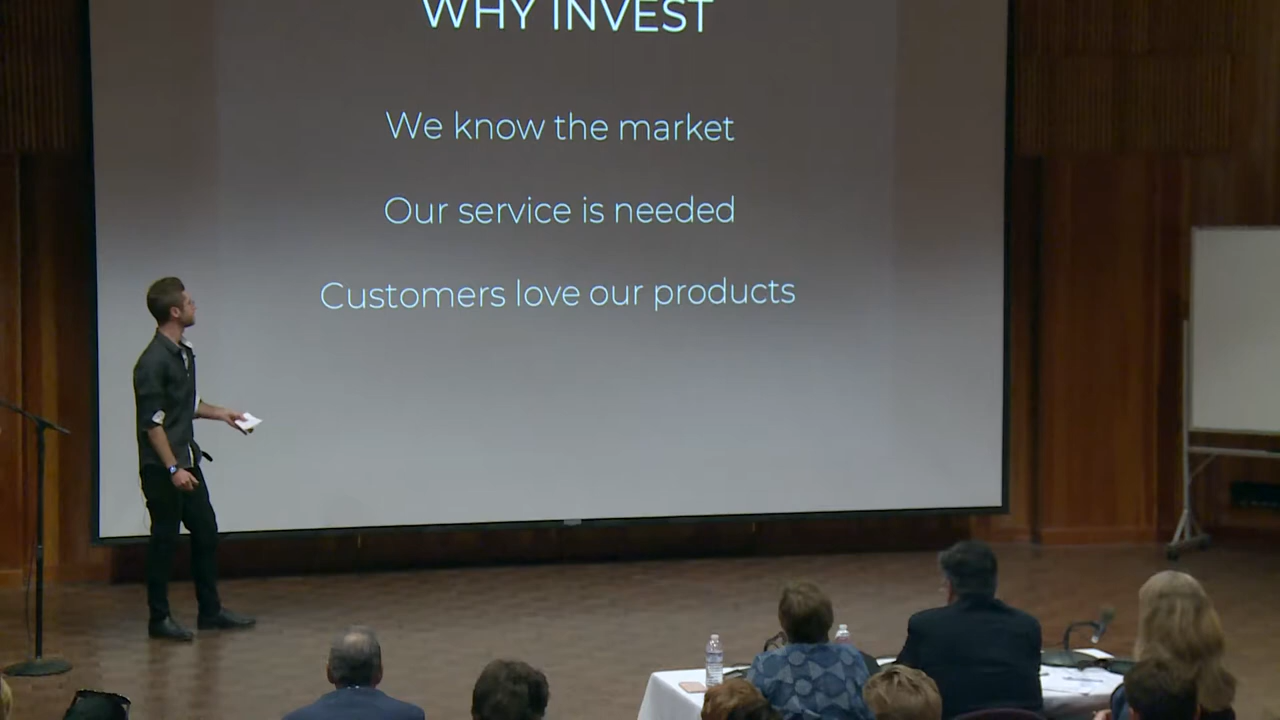 WHY INVEST
We know the market
Our service is needed
Customers love our products